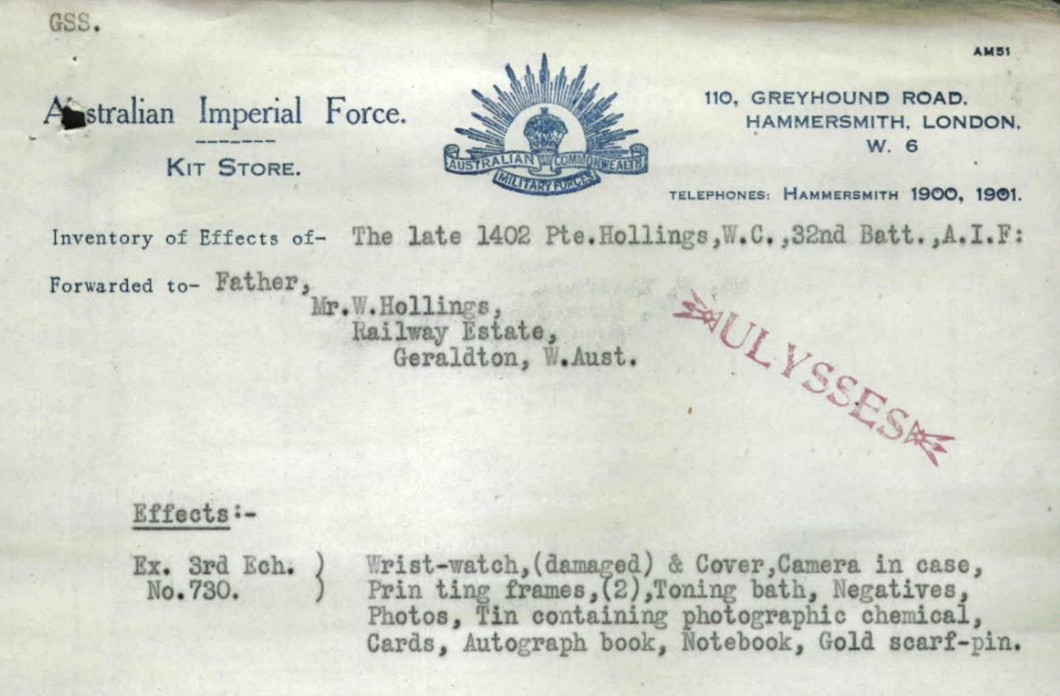 GSS.
AM51
Australian Imperial Force.
KIT STORE.
AUSTRALIAN COMMONWEALTH
MILITARY FORCES
110, GREYHOUND ROAD.
HAMMERSMITH, LONDON,
W. 6
TELEPHONES: HAMMERSMITH 1900, 1901.
Inventory of Effects of- The late 1402 Pte.Hollings,W.C.,32nd Batt.,A.I.F:
Forwarded to- Father,
Mr.W.Hollings,
Railway Estate,
Geraldton, W.Aust.
ULYSSES
Effects:-
Ex. 3rd Ech. ) Wrist-watch,(damaged) & Cover,Camera in case,
No.730. ) Prin ting frames,(2),Toning bath, Negatives,
Photos, Tin containing photographic chemical,
Cards, Autograph book, Notebook, Gold scarf-pin.